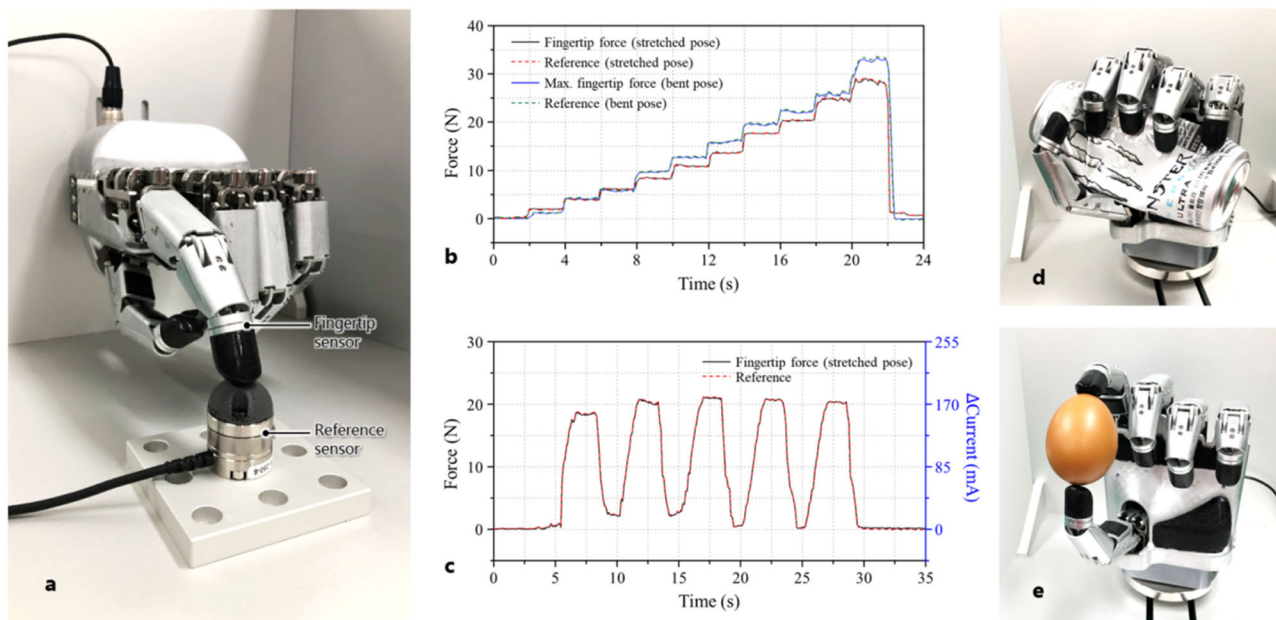 Fingertip
sensor
Reference
sensor
a
40
30
20
10
0
Force (N)
Fingertip force (stretched pose)
Reference (stretched pose)
Max. fingertip force (bent pose)
Reference (bent pose)
0 4 8 12 16 20 24
Time (s)
b
30
20
10
0
Force (N)
Fingertip force (stretched pose)
Reference
255
170
85
0
ΔCurrent (mA)
0 5 10 15 20 25 30 35
Time (s)
c
ULTRA
d
e